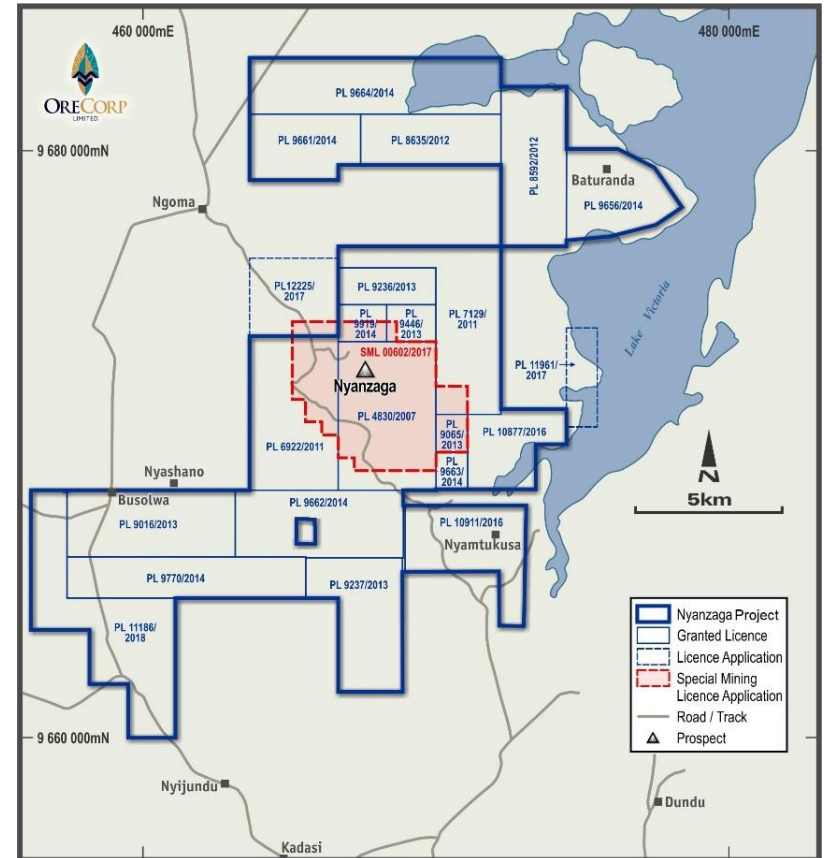 460 000mE
480 000mE
ORECORP
LIMITED
PL 9664/2014
9 680 000mN
PL 9661/2014
PL 8635/2012
PL 8592/2012
Baturanda
PL 9656/2014
Ngoma
PL12225/
2017
PL 9236/2013
PL
9919/
2014
PL
9446/
2013
PL 7129/
2011
Lake Victoria
SML 00602/2017
PL 11961/
2017
Nyanzaga
PL 4830/2007
PL
9065/
2013
PL 10877/2016
PL 6922/2011
PL
9663/
2014
N
5km
Nyashano
Busolwa
PL 9662/2014
PL 9016/2013
PL 10911/2016
Nyamtukusa
PL 9770/2014
PL 9237/2013
PL 11186/
2018
Nyanzaga Project
Granted Licence
Licence Application
Special Mining
Licence Application
Road / Track
Prospect
9 660 000mN
Nyijundu
Dundu
Kadasi